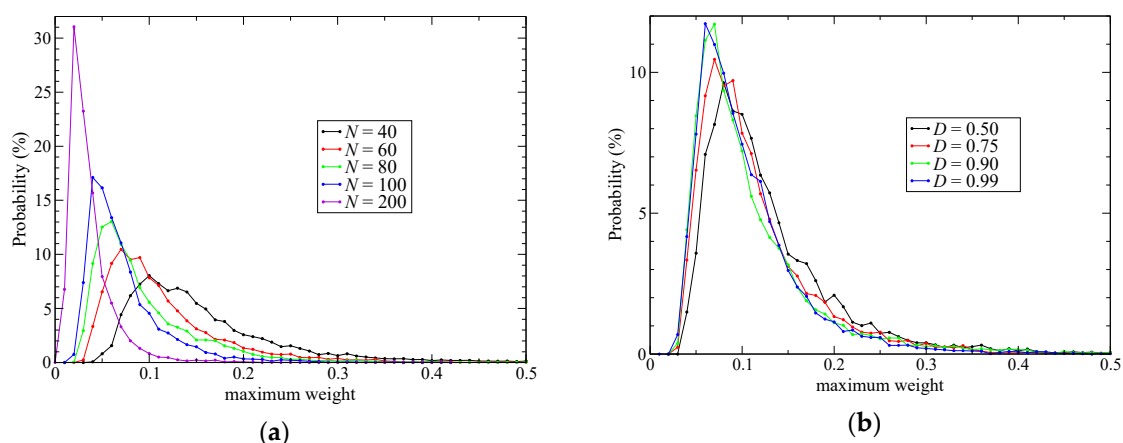 30
25
20
15
10
5
0
Probability (%)
N = 40
N = 60
N = 80
N = 100
N = 200
0
0.1
0.2
0.3
0.4
0.5
maximum weight
(a)
10
5
0
Probability (%)
D = 0.50
D = 0.75
D = 0.90
D = 0.99
0
0.1
0.2
0.3
0.4
0.5
maximum weight
(b)